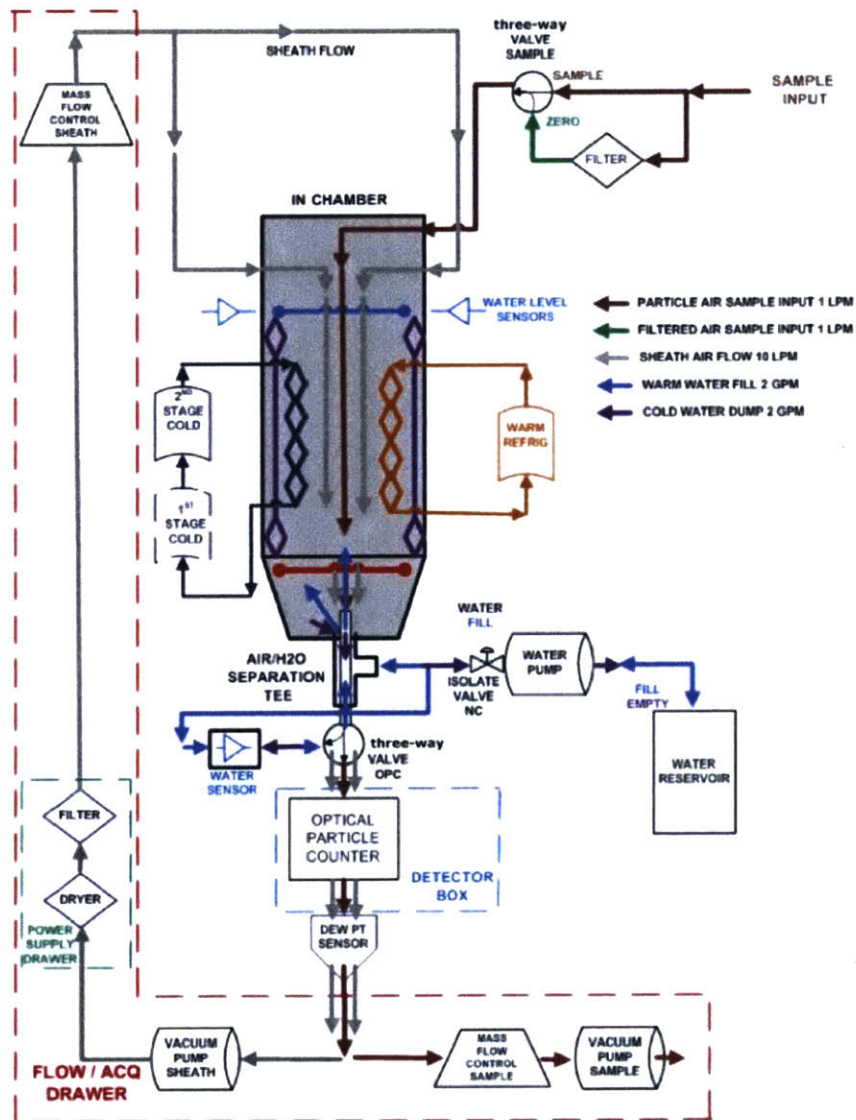 three-way
VALVE
SAMPLE
SHEATH FLOW
SAMPLE
SAMPLE
INPUT
MASS
FLOW
CONTROL
SHEATH
ZERO
FILTER
IN CHAMBER
WATER LEVEL
SENSORS
PARTICLE AIR SAMPLE INPUT 1 LPM
FILTERED AIR SAMPLE INPUT 1 LPM
SHEATH AIR FLOW 10 LPM
WARM WATER FILL 2 GPM
COLD WATER DUMP 2 GPM
2ND
STAGE
COLD
WARM
REFRIG
1ST
STAGE
COLD
WATER
FILL
WATER
PUMP
AIR/H2O
SEPARATION
TEE
ISOLATE
VALVE
NC
FILL
EMPTY
three-way
VALVE
OPC
WATER
SENSOR
WATER
RESERVOIR
FILTER
OPTICAL
PARTICLE
COUNTER
DETECTOR
BOX
DRYER
POWER
SUPPLY
DRAWER
DEW PT
SENSOR
VACUUM
PUMP
SHEATH
MASS
FLOW
CONTROL
SAMPLE
VACUUM
PUMP
SAMPLE
FLOW / ACQ
DRAWER